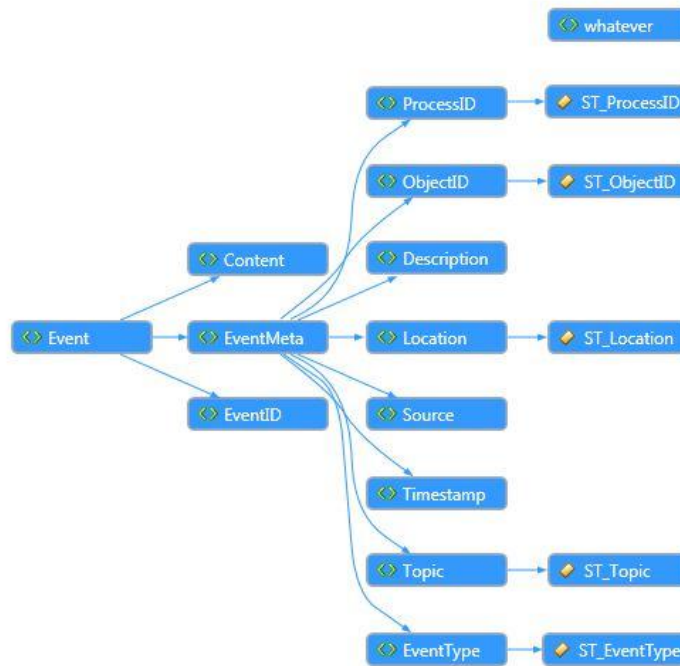 whatever
ProcessID
ST_ProcessID
ObjectID
ST_ObjectID
Content
Description
Event
EventMeta
Location
ST_Location
EventID
Source
Timestamp
Topic
ST_Topic
EventType
ST_EventType